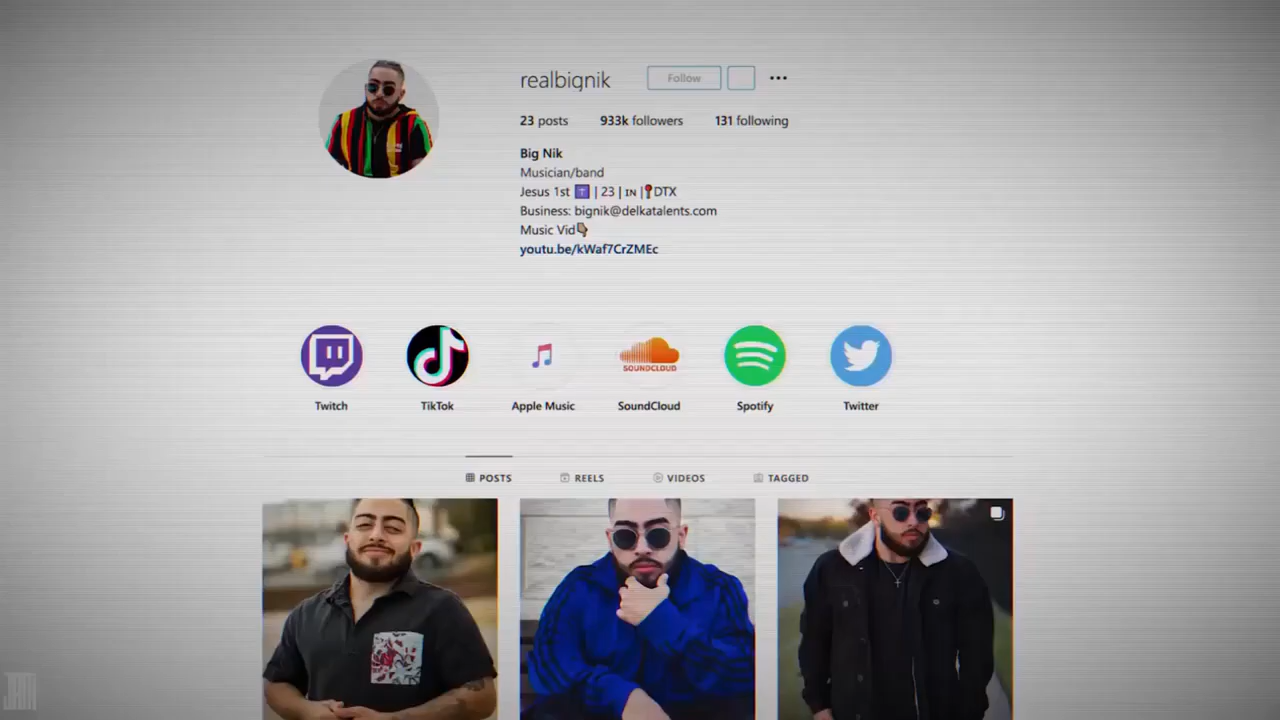 realbignik Follow
23 posts 933k followers 131 following
Big Nik
Musician/band
Jesus 1st ✝️ | 23 | ɪɴ |📍DTX
Business: bignik@delkatalents.com
Music Vid👇🏽
youtu.be/kWaf7CrZMEc
SOUNDCLOUD
Twitch TikTok Apple Music SoundCloud Spotify Twitter
POSTS REELS VIDEOS TAGGED